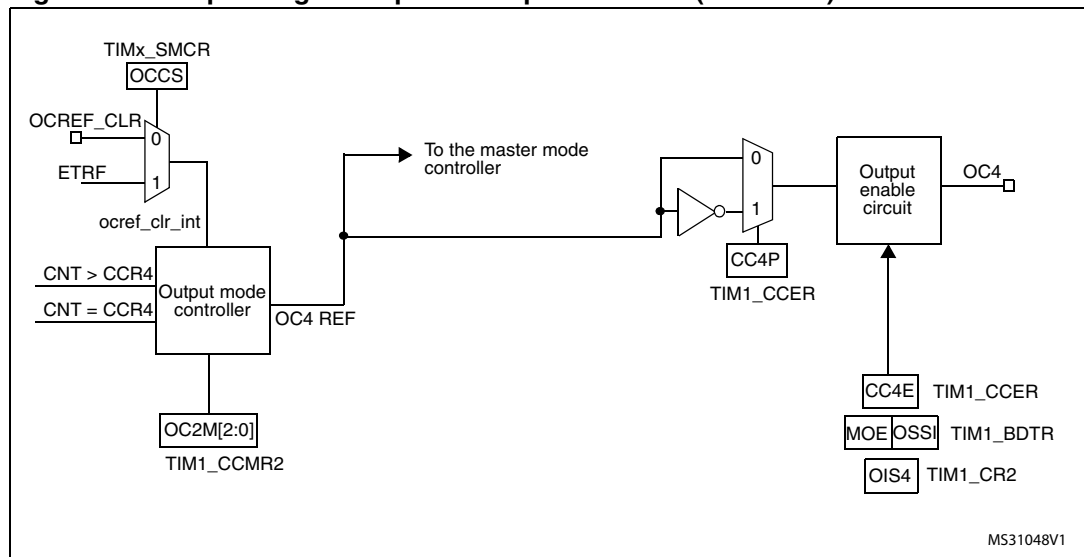 TIMx_SMCR
OCCS
OCREF_CLR
0
ETRF
1
ocref_clr_int
To the master mode
controller
0
1
Output
enable
circuit
OC4
CNT > CCR4
CNT = CCR4
Output mode
controller
OC4 REF
CC4P
TIM1_CCER
OC2M[2:0]
TIM1_CCMR2
CC4E TIM1_CCER
MOE OSSI TIM1_BDTR
OIS4 TIM1_CR2
MS31048V1